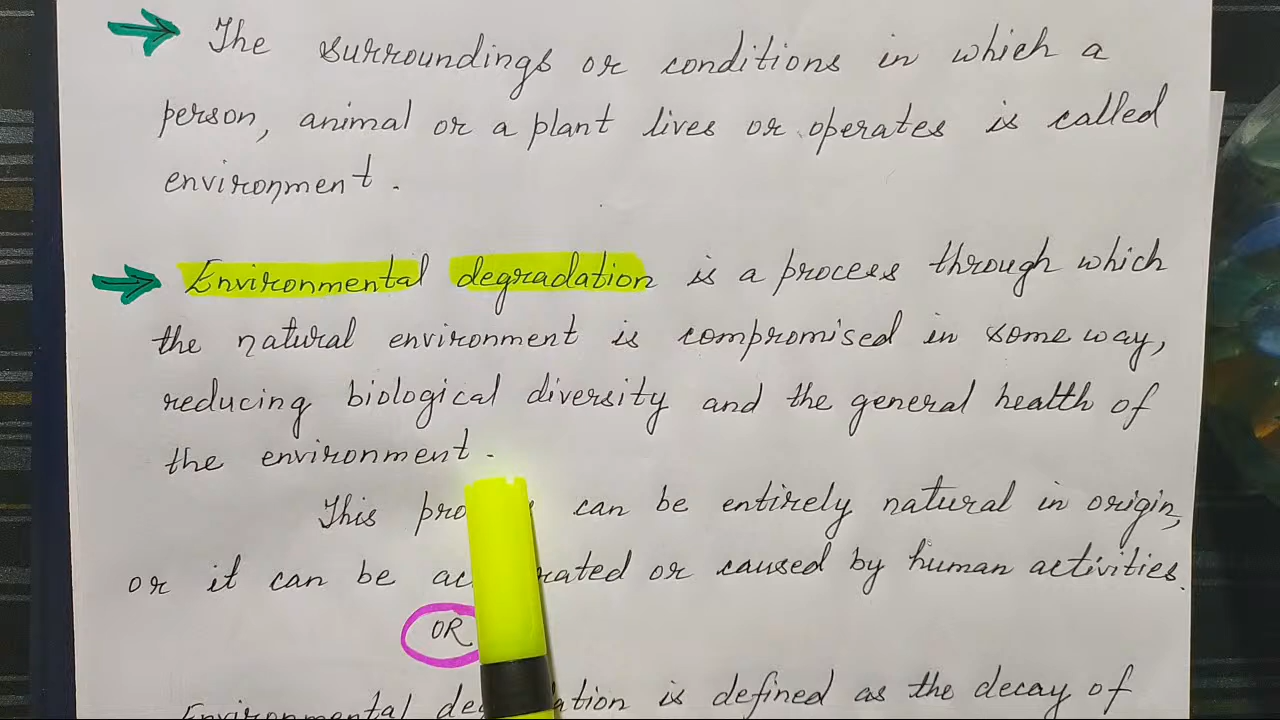 The surroundings or conditions in which a
person, animal or a plant lives or operates is called
environment.
Environmental degradation is a process through which
the natural environment is compromised in some way,
reducing biological diversity and the general health of
the environment.
This can be entirely natural in origin,
or it can be or caused by human activities.
OR
Environmental is defined as the decay of